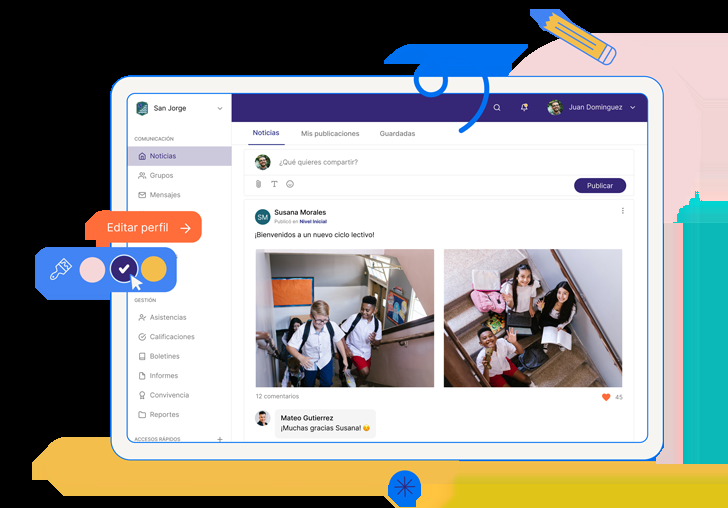 San Jorge
Juan Dominguez
COMUNICACIÓN
Noticias
Grupos
Mensajes
Editar perfil
GESTIÓN
Asistencias
Calificaciones
Boletines
Informes
Convivencia
Reportes
ACCESOS RÁPIDOS
Noticias
Mis publicaciones
Guardadas
¿Qué quieres compartir?
Publicar
SM
Susana Morales
Publicó en Nivel Inicial
¡Bienvenidos a un nuevo ciclo lectivo!
12 comentarios
45
Mateo Gutierrez
¡Muchas gracias Susana! 😊